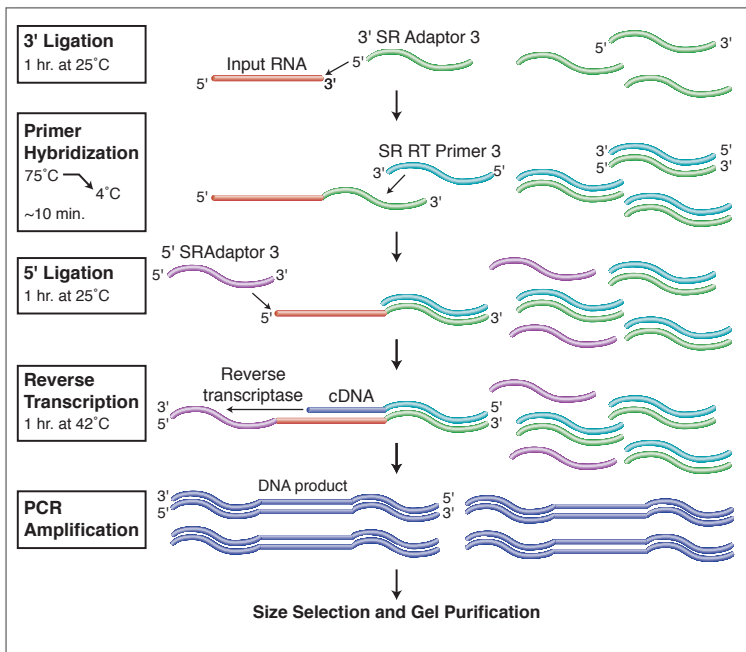 3' Ligation
1 hr. at 25˚C
Input RNA
5'
3'
3' SR Adaptor 3
5'
5'
3'
Primer
Hybridization
75˚C
4˚C
~10 min.
SR RT Primer 3
3'
5'
5'
3'
3'
5'
5'
3'
5' Ligation
1 hr. at 25˚C
5' SRAdaptor 3
5'
3'
5'
3'
Reverse
Transcription
1 hr. at 42˚C
Reverse
transcriptase
cDNA
3'
5'
5'
3'
PCR
Amplification
DNA product
3'
5'
5'
3'
Size Selection and Gel Purification